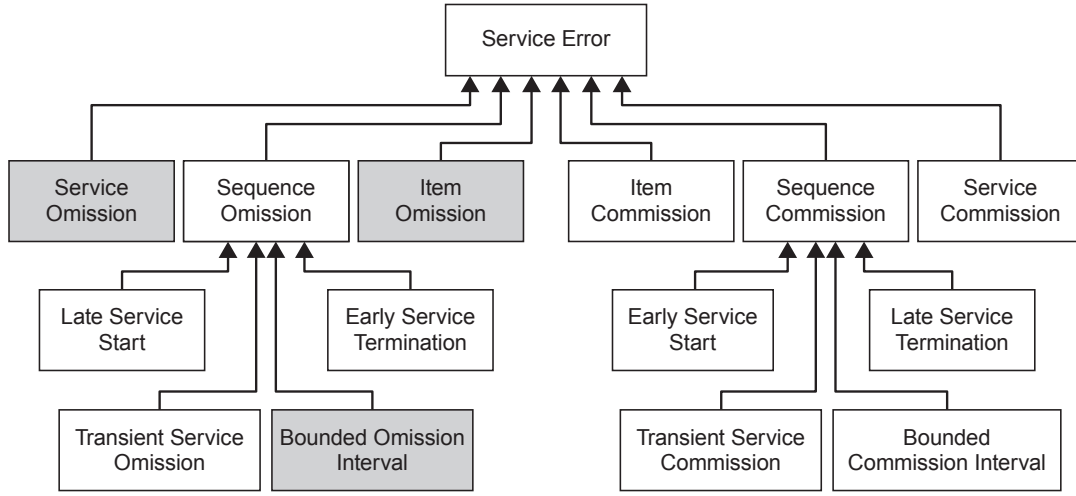 Service Error
Service
Omission
Sequence
Omission
Item
Omission
Item
Commission
Sequence
Commission
Service
Commission
Late Service
Start
Early Service
Termination
Early Service
Start
Late Service
Termination
Transient Service
Omission
Bounded Omission
Interval
Transient Service
Commission
Bounded
Commission Interval